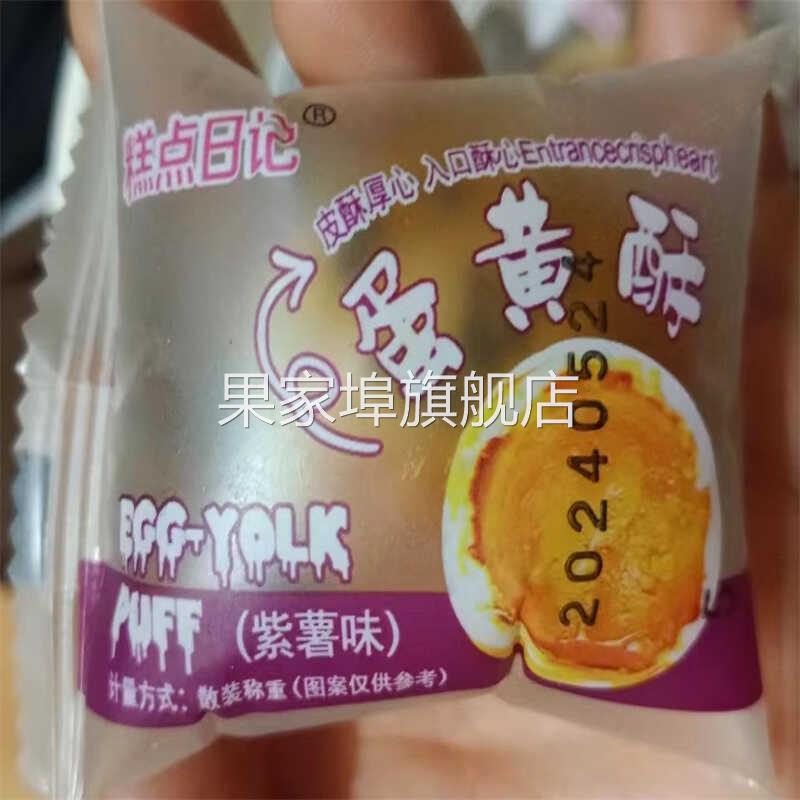 糕点日记®
皮酥厚心 入口酥心Entrancecrispheart
蛋黄酥
果家埠旗舰店
20240524
EGG-YOLK
PUFF (紫薯味)
计量方式: 散装称重(图案仅供参考)